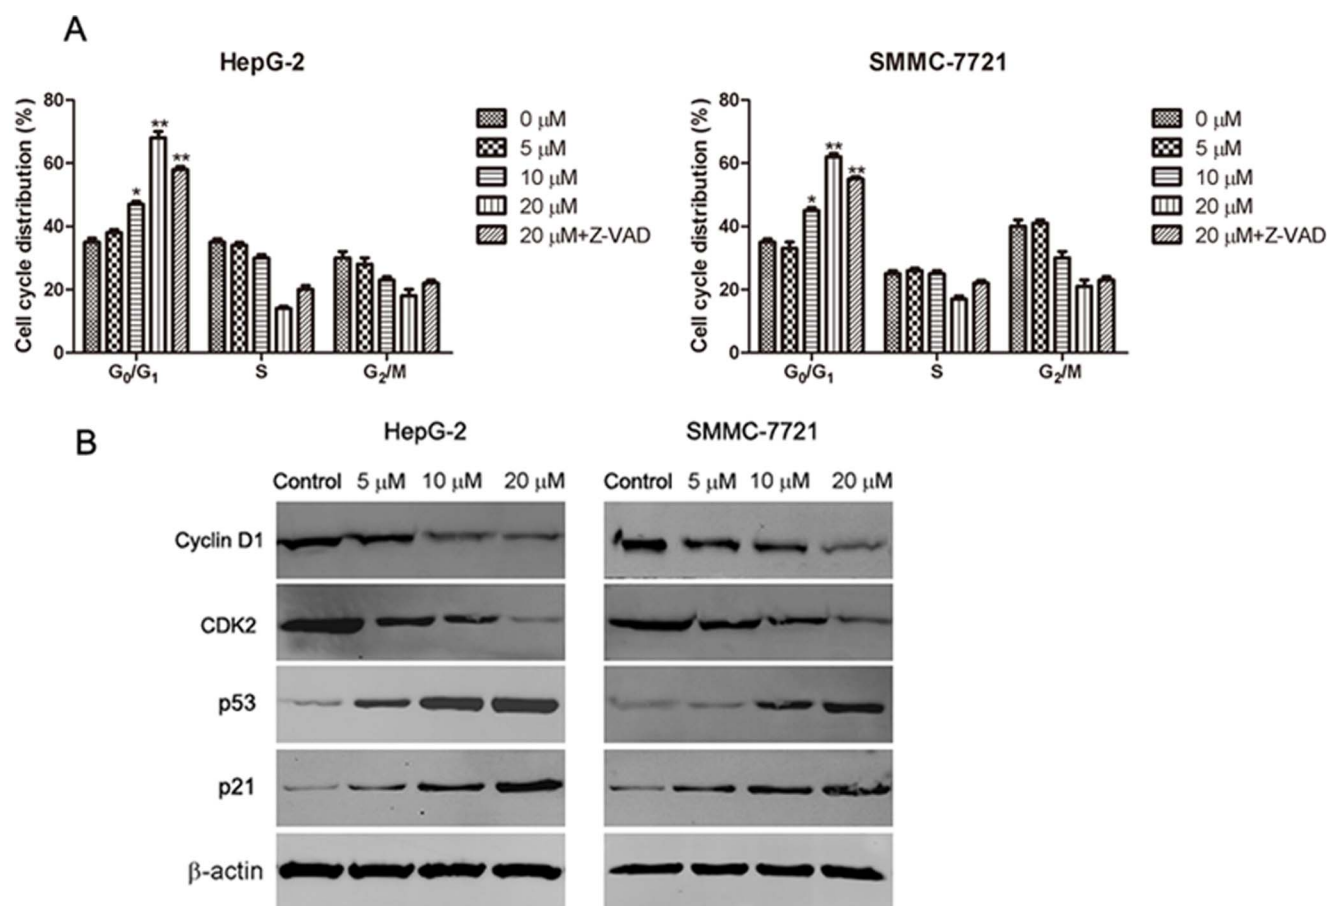 A
HepG-2
SMMC-7721
Cell cycle distribution (%)
80
60
40
20
0
* ** **
G0/G1 S G2/M
0 μM
5 μM
10 μM
20 μM
20 μM+Z-VAD
Cell cycle distribution (%)
80
60
40
20
0
* ** **
G0/G1 S G2/M
0 μM
5 μM
10 μM
20 μM
20 μM+Z-VAD
B
HepG-2
SMMC-7721
Control 5 μM 10 μM 20 μM
Control 5 μM 10 μM 20 μM
Cyclin D1
CDK2
p53
p21
β-actin